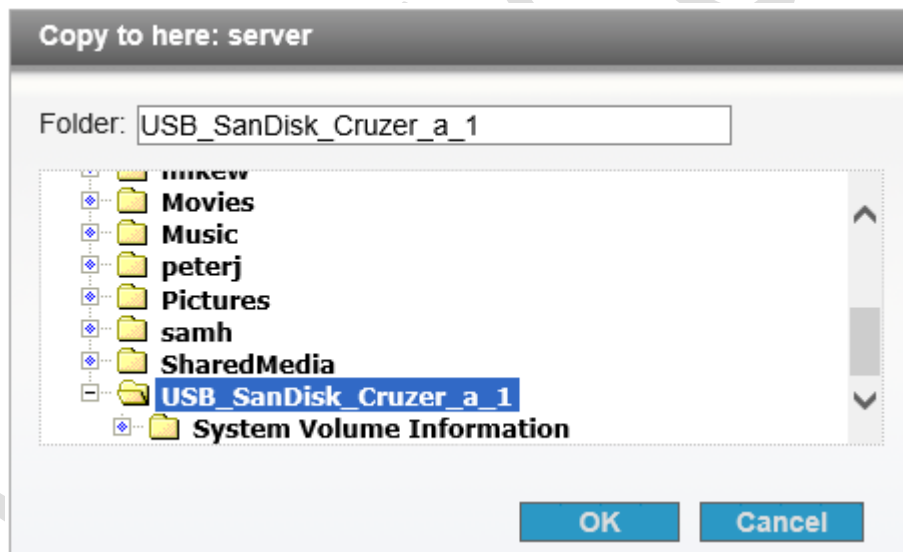 Copy to here: server
Folder: USB_SanDisk_Cruzer_a_1
Movies
Music
peterj
Pictures
samh
SharedMedia
USB_SanDisk_Cruzer_a_1
System Volume Information
OK Cancel